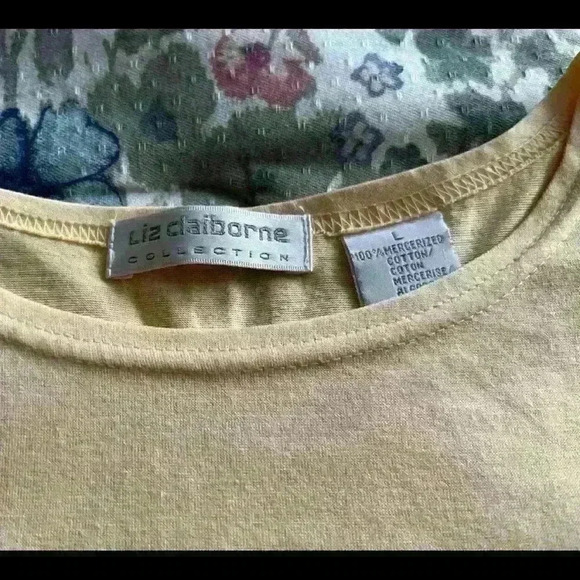 Liz claiborne
COLLECTION
L
100% MERCERIZED
COTTON/
COTON
MERCERISE/